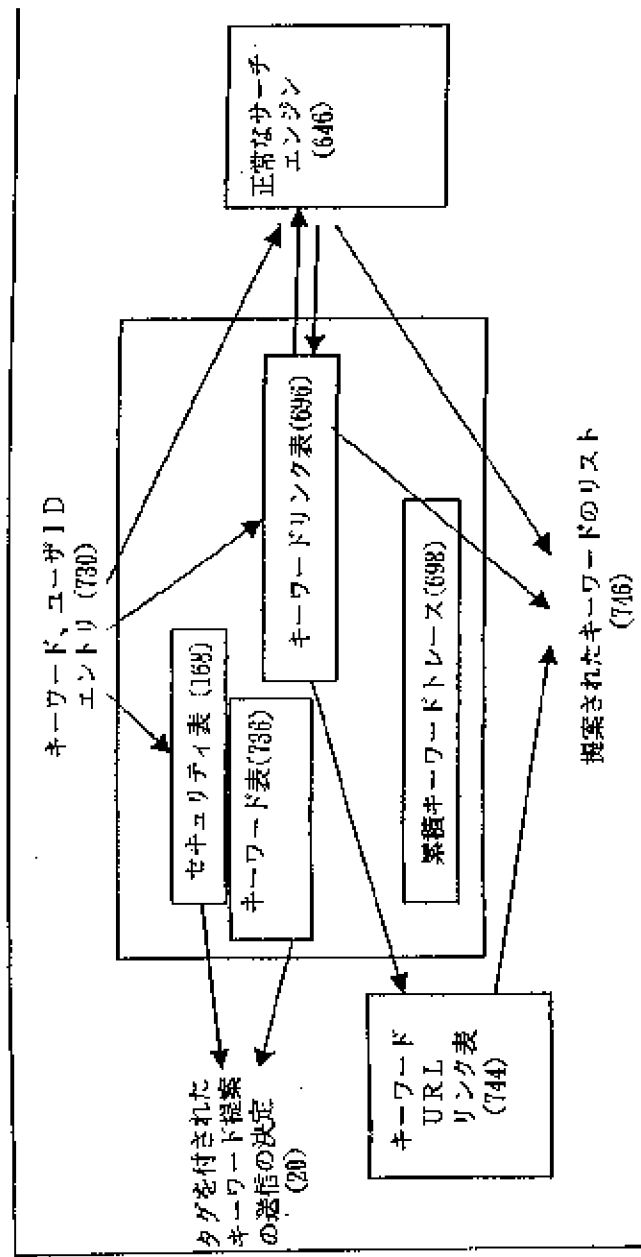 キーワード、ユーザID
エントリ(730)
セキュリティ表 (168)
キーワード表(736)
キーワードリンク表(696)
累積キーワードトレース(698)
正常なサーチ
エンジン
(646)
タグを付された
キーワード提案
の送信の決定
(20)
キーワード
URL
リンク表
(744)
提案されたキーワードのリスト
(746)